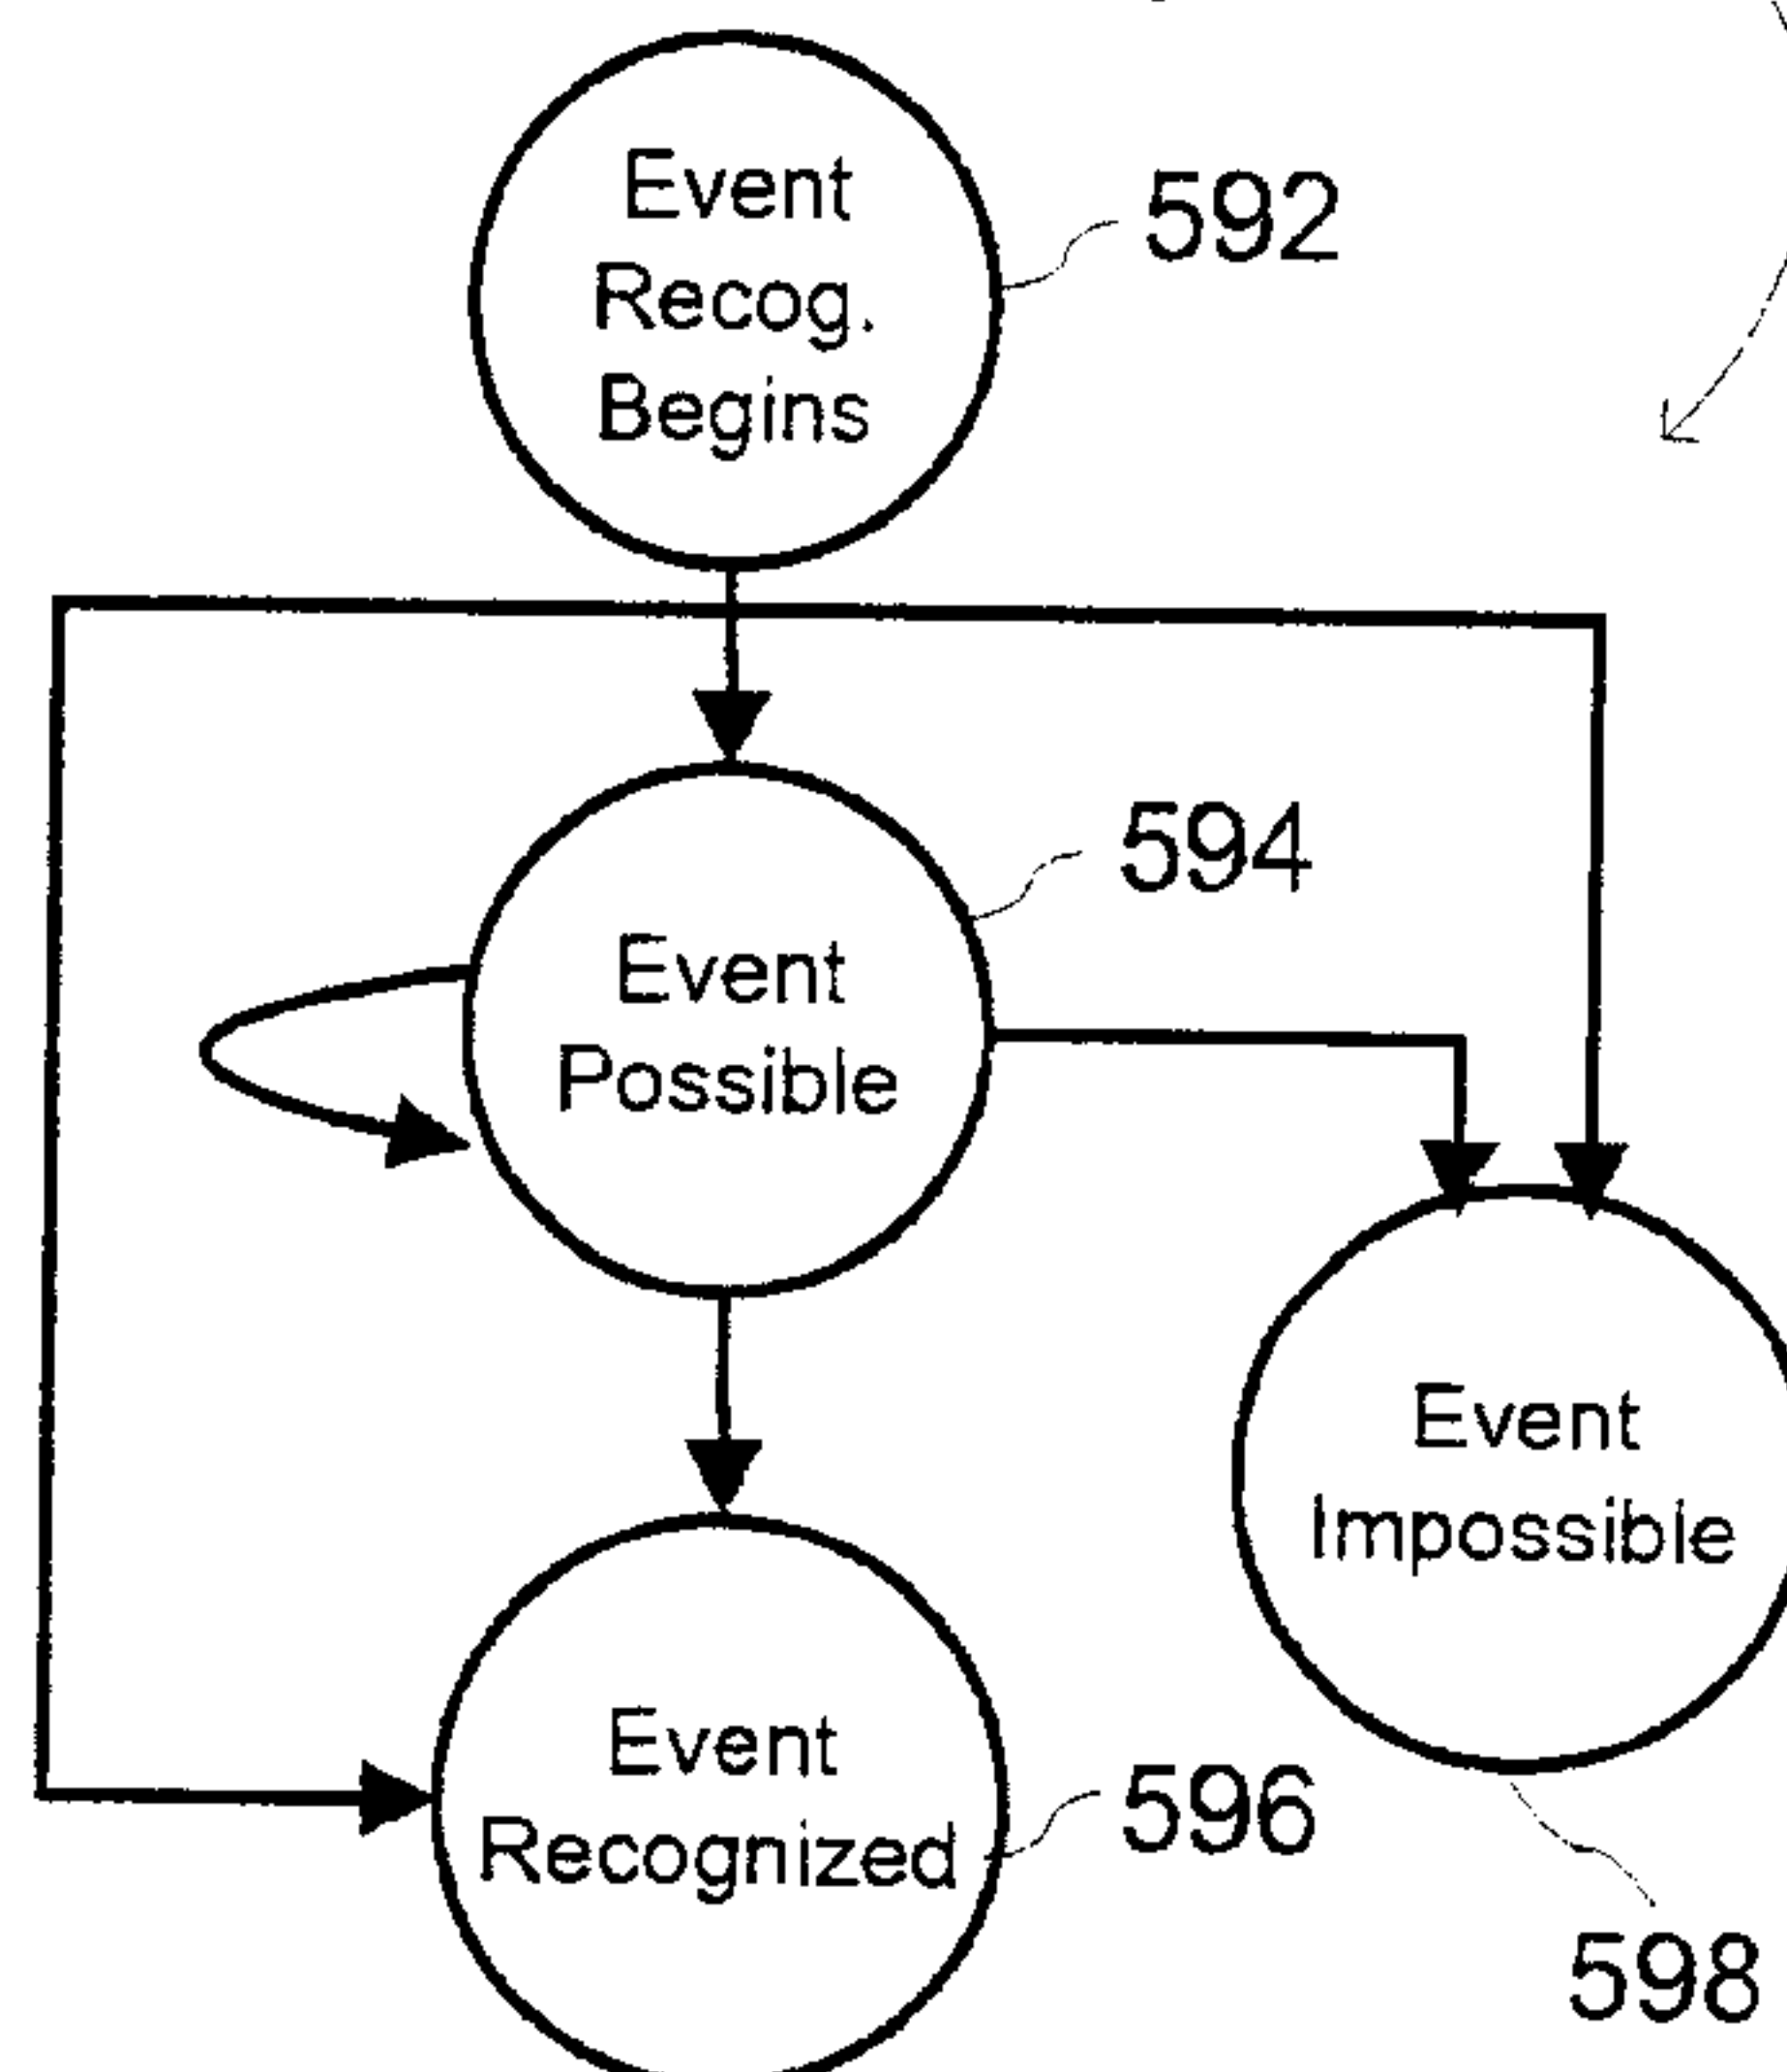 Event
Recog.
Begins
592
594
Event
Possible
Event
Impossible
Event
Recognized
596
598